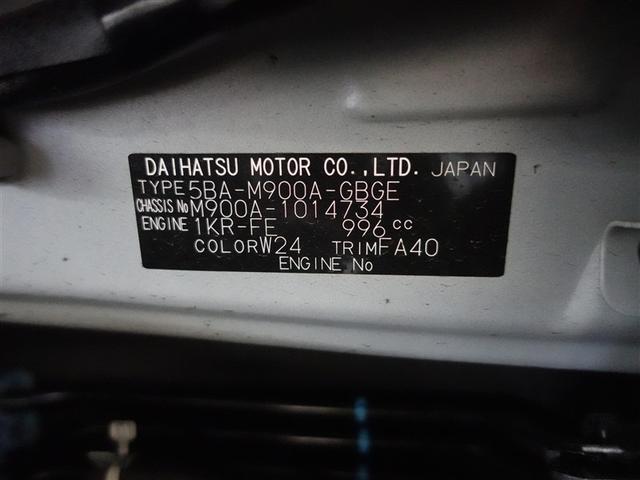 DAIHATSU MOTOR CO.,LTD. JAPAN
TYPE 5BA-M900A-GBGE
CHASSIS No M900A-1014734
ENGINE 1KR-FE 996 cc
COLOR W24 TRIM FA40
ENGINE No